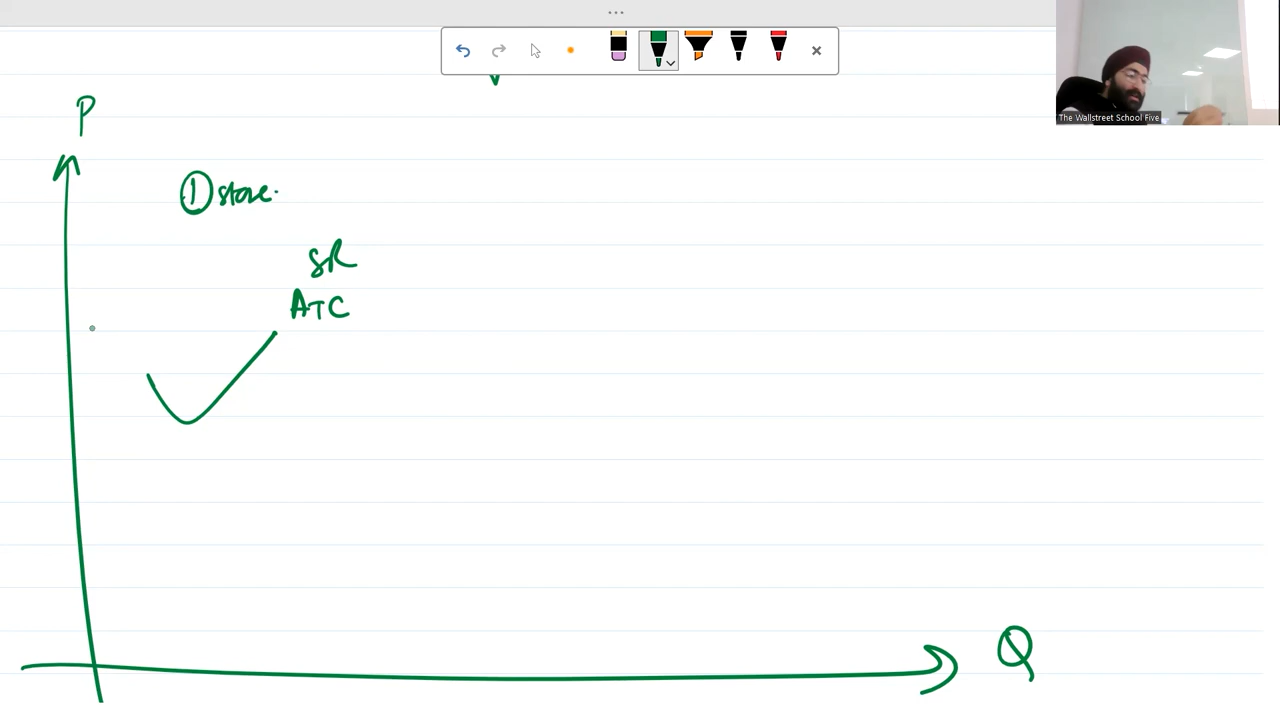 The Wallstreet School Five
P
① store.
SR
ATC
Q